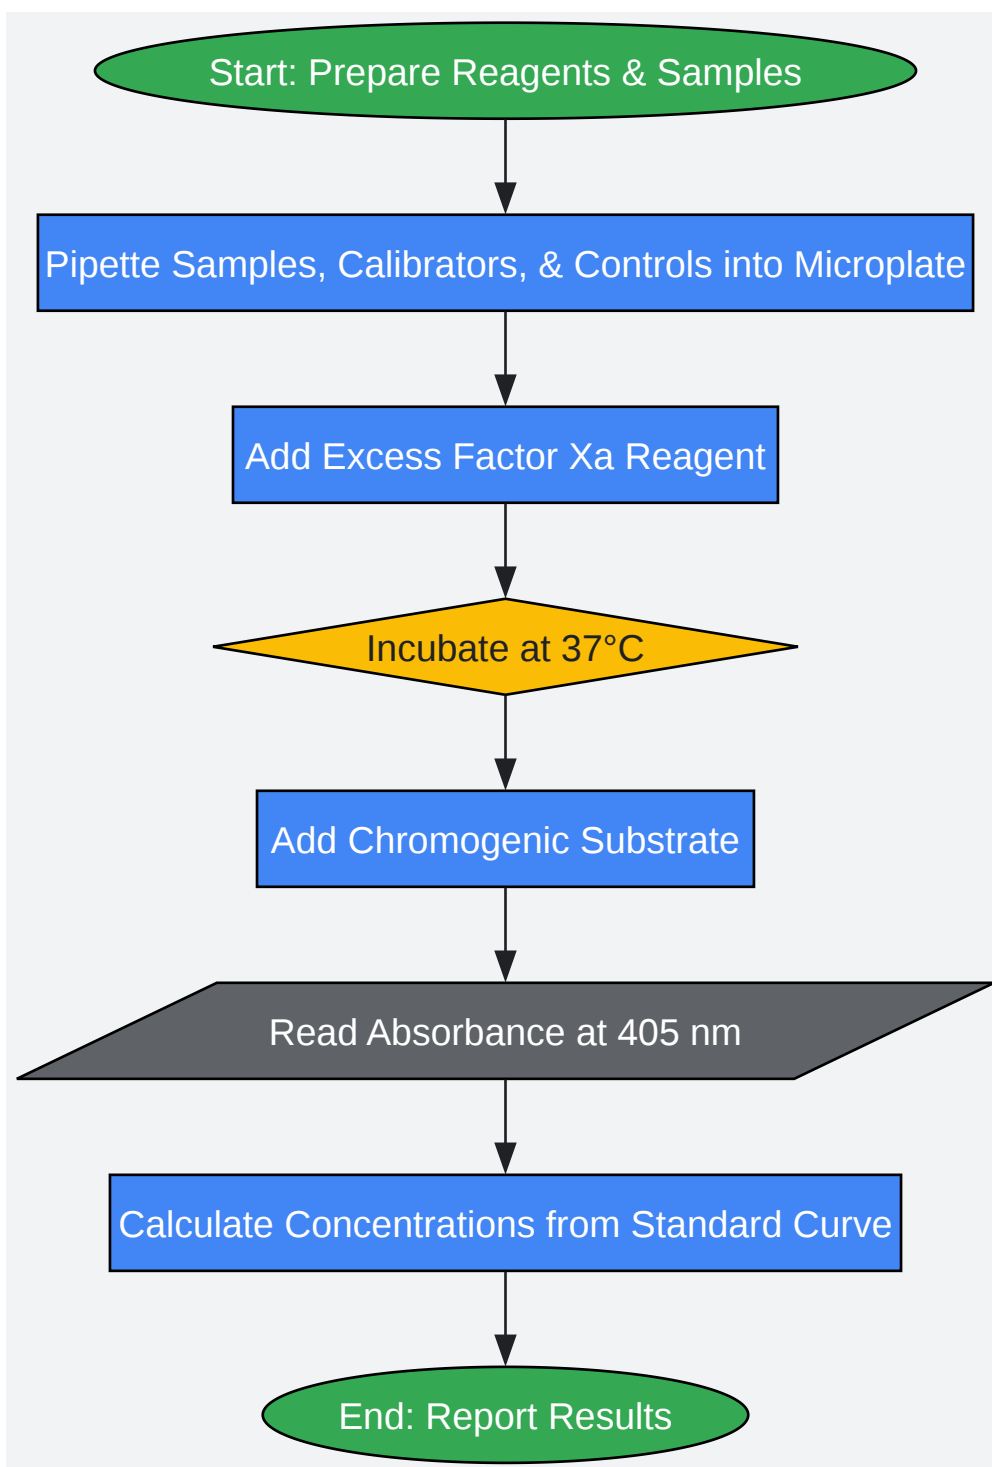 Start: Prepare Reagents & Samples
Pipette Samples, Calibrators, & Controls into Microplate
Add Excess Factor Xa Reagent
Incubate at 37°C
Add Chromogenic Substrate
Read Absorbance at 405 nm
Calculate Concentrations from Standard Curve
End: Report Results